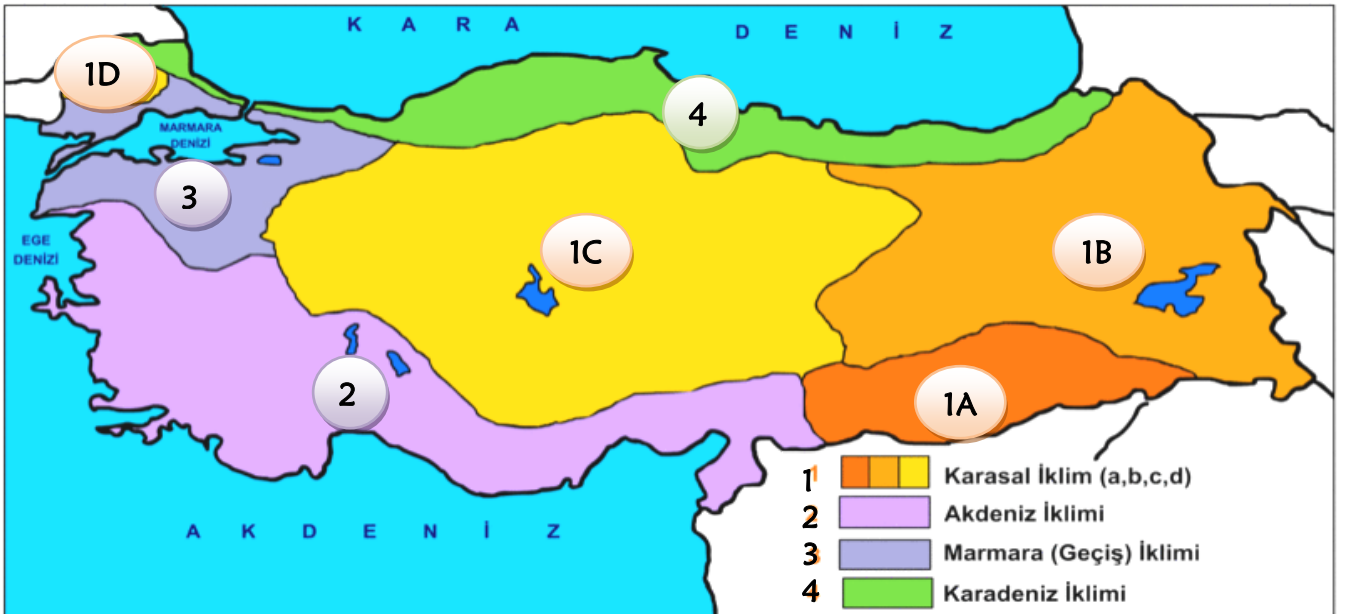 K A R A
D E N İ Z
1D
4
MARMARA
DENİZİ
3
EGE
DENİZİ
1C
1B
2
1A
1 Karasal İklim (a,b,c,d)
2 Akdeniz İklimi
3 Marmara (Geçiş) İklimi
4 Karadeniz İklimi
A K D E N İ Z